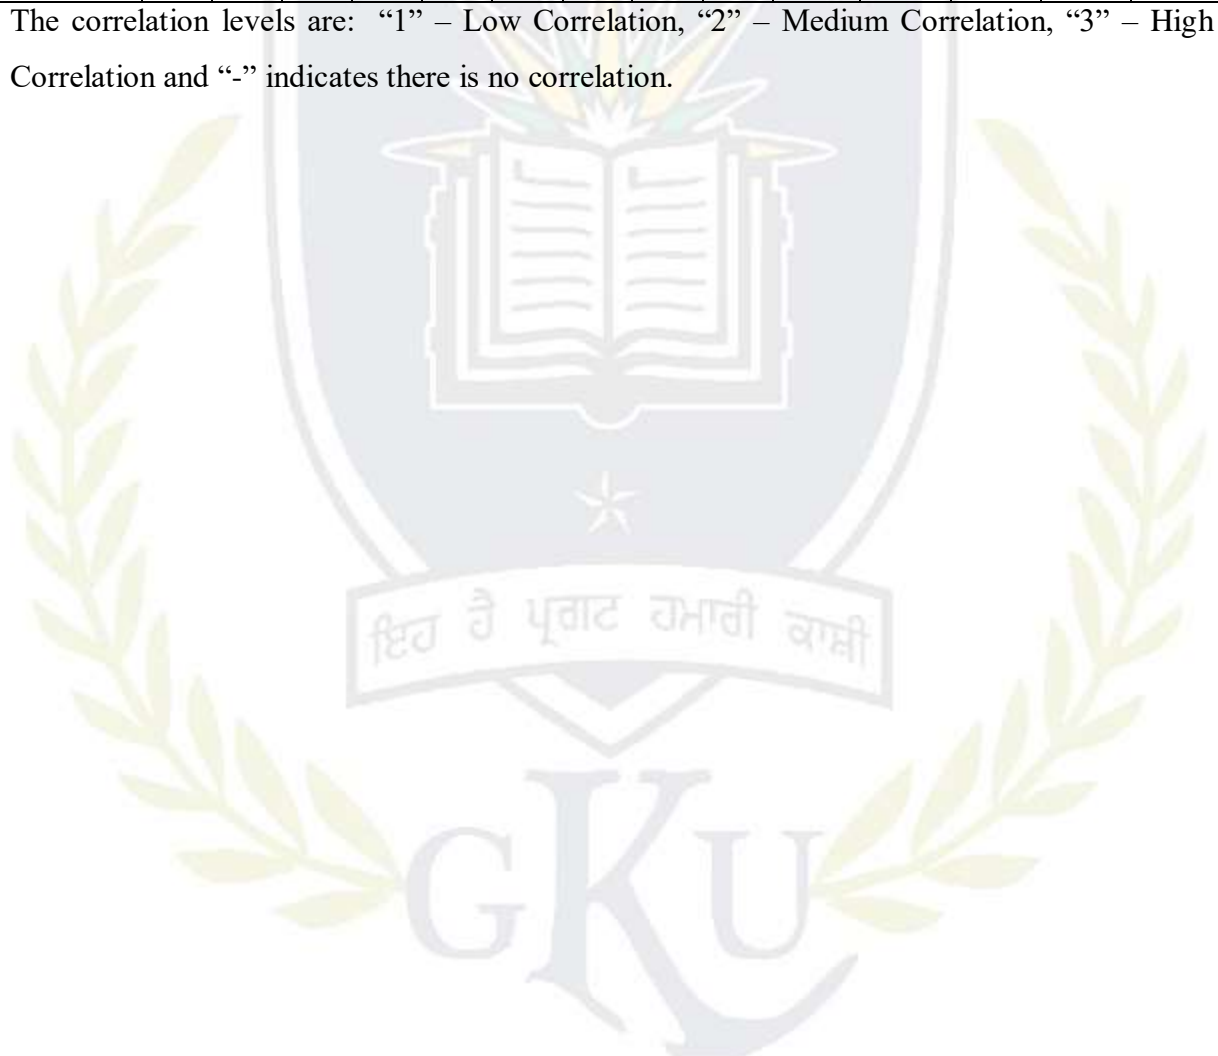 The correlation levels are: “1” – Low Correlation, “2” – Medium Correlation, “3” – High
Correlation and “-” indicates there is no correlation.
ਇਹ ਹੈ ਪ੍ਰਗਟ ਹਮਾਰੀ ਕਾਸ਼ੀ
GKU